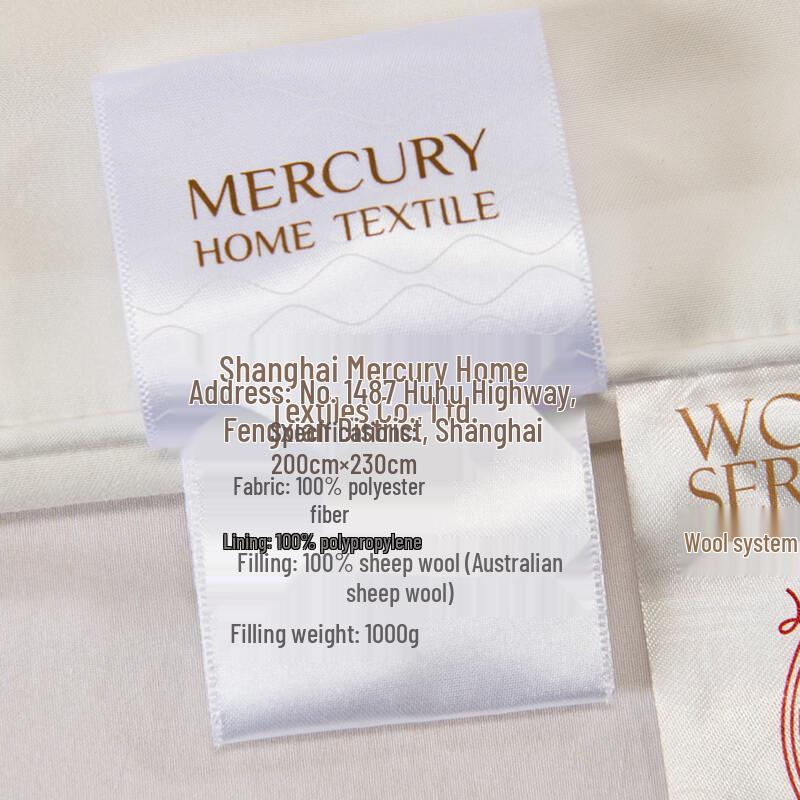 MERCURY
HOME TEXTILE
Shanghai Mercury Home
Address: No. 1487 Huhu Highway,
Textiles Co., Ltd.
Fengxian District, Shanghai
200cm×230cm
Fabric: 100% polyester
fiber
Lining: 100% polypropylene
Filling: 100% sheep wool (Australian
sheep wool)
Filling weight: 1000g
WO
SER
Wool system